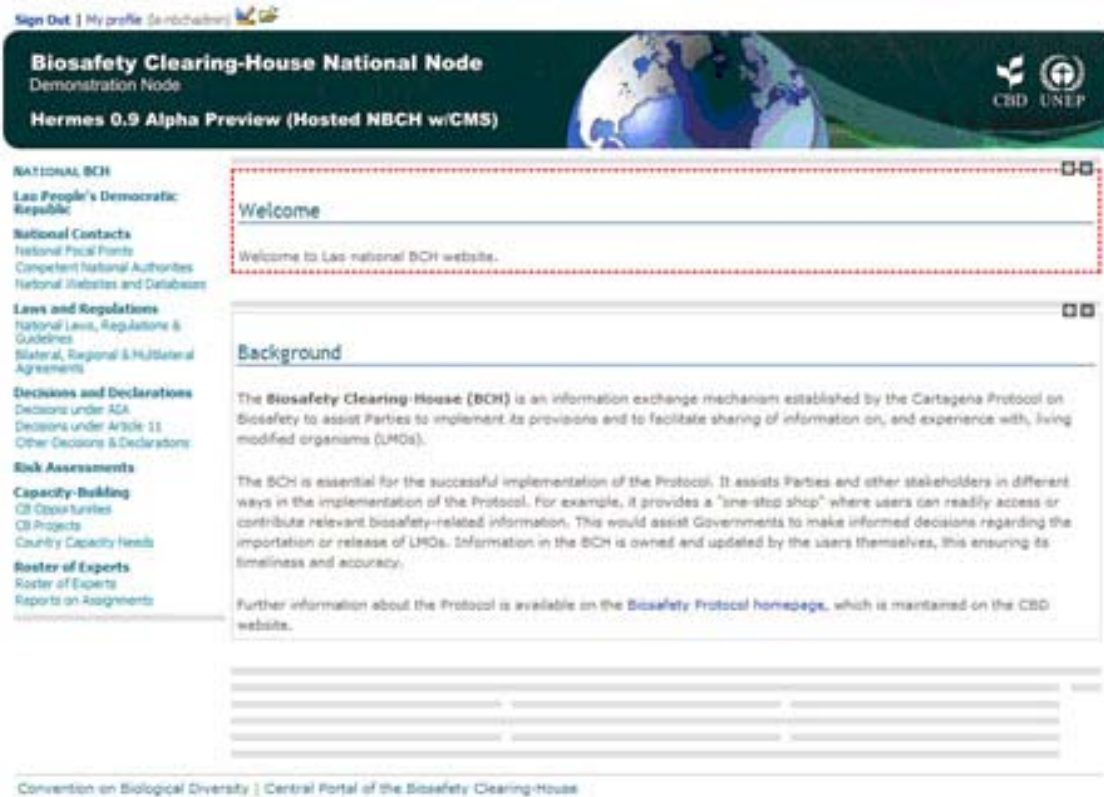 Sign Out | My profile (la-nbchadmin)
Biosafety Clearing-House National Node
Demonstration Node
Hermes 0.9 Alpha Preview (Hosted NBCH w/CMS)
CBD UNEP
NATIONAL BCH
Lao People's Democratic
Republic
National Contacts
National Focal Points
Competent National Authorities
National Websites and Databases
Laws and Regulations
National Laws, Regulations &
Guidelines
Bilateral, Regional & Multilateral
Agreements
Decisions and Declarations
Decisions under AIA
Decisions under Article 11
Other Decisions & Declarations
Risk Assessments
Capacity-Building
CB Opportunities
CB Projects
Country Capacity Needs
Roster of Experts
Roster of Experts
Reports on Assignments
Welcome
Welcome to Lao national BCH website.
Background
The Biosafety Clearing-House (BCH) is an information exchange mechanism established by the Cartagena Protocol on
Biosafety to assist Parties to implement its provisions and to facilitate sharing of information on, and experience with, living
modified organisms (LMOs).
The BCH is essential for the successful implementation of the Protocol. It assists Parties and other stakeholders in different
ways in the implementation of the Protocol. For example, it provides a "one-stop shop" where users can readily access or
contribute relevant biosafety-related information. This would assist Governments to make informed decisions regarding the
importation or release of LMOs. Information in the BCH is owned and updated by the users themselves, this ensuring its
timeliness and accuracy.
Further information about the Protocol is available on the Biosafety Protocol homepage, which is maintained on the CBD
website.
Convention on Biological Diversity | Central Portal of the Biosafety Clearing-House